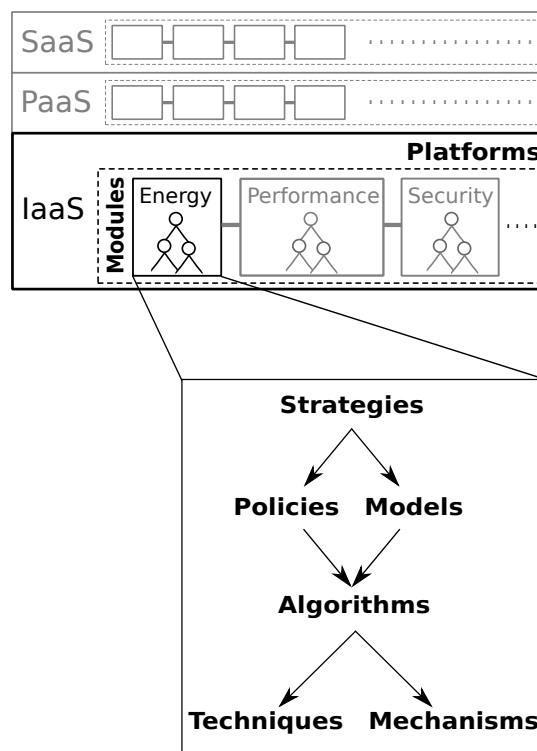 SaaS
PaaS
Platforms
IaaS
Modules
Energy
Performance
Security
Strategies
Policies Models
Algorithms
Techniques Mechanisms